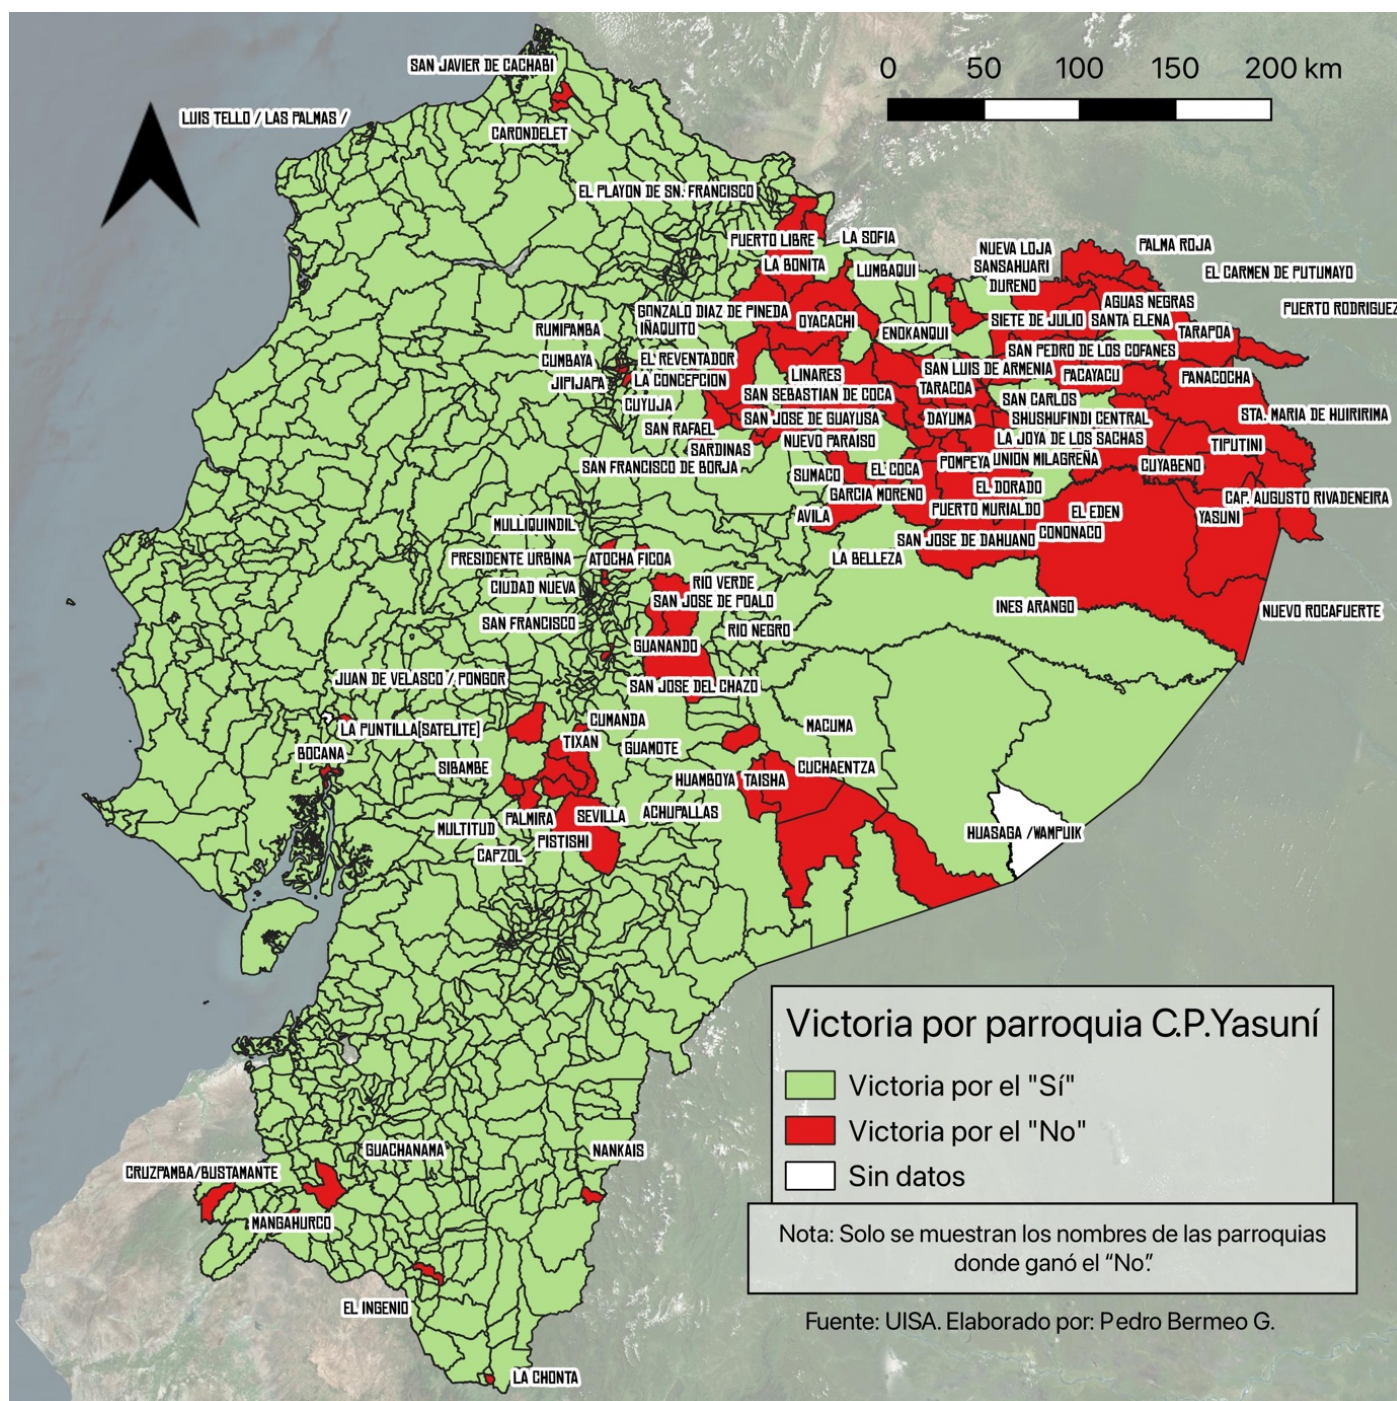 SAN JAVIER DE CACHABI
0 50 100 150 200 km
LUIS TELLO / LAS PALMAS /
CARONDELET
EL PLAYON DE SN. FRANCISCO
PUERTO LIBRE
LA SOFIA
NUEVA LOJA
PALMA ROJA
LA BONITA
LUMBAQUI
SANSAHUARI
EL CARMEN DE PUTUMAYO
DURENO
AGUAS NEGRAS
PUERTO RODRIGUEZ
GONZALO DIAZ DE PINEDA
OYACACHI
SIETE DE JULIO
SANTA ELENA
RUMIPAMBA
IÑAQUITO
ENOKANQUI
TARAPOA
CUMBAYA
EL REVENTADOR
SAN PEDRO DE LOS COFANES
JIPIJAPA
LA CONCEPCION
LINARES
SAN LUIS DE ARMENIA
PACAYACU
PANACOCHA
SAN SEBASTIAN DE COCA
TARACOA
SAN CARLOS
CUYUJA
SAN JOSE DE GUAYUSA
DAYUMA
SHUSHUFINDI CENTRAL
STA. MARIA DE HUIRIRIMA
SAN RAFAEL
NUEVO PARAISO
LA JOYA DE LOS SACHAS
TIPUTINI
SARDINAS
SAN FRANCISCO DE BORJA
SUMACO
EL COCA
POMPEYA
UNION MILAGREÑA
CUYABENO
GARCIA MORENO
EL DORADO
CAP. AUGUSTO RIVADENEIRA
AVILA
PUERTO MURIALDO
EL EDEN
YASUNI
MULLIQUINDIL
SAN JOSE DE DAHUANO
CONONACO
PRESIDENTE URBINA
ATOCHA FICOA
LA BELLEZA
CIUDAD NUEVA
RIO VERDE
SAN JOSE DE POALO
INES ARANGO
NUEVO ROCAFUERTE
SAN FRANCISCO
RIO NEGRO
GUANANDO
JUAN DE VELASCO / PONGOR
SAN JOSE DEL CHAZO
LA PUNTILLA[SATELITE]
CUMANDA
MACUMA
BOCANA
TIXAN
GUAMOTE
SIBAMBE
CUCHAENTZA
HUAMBOYA
TAISHA
PALMIRA
SEVILLA
ACHUPALLAS
MULTITUD
PISTISHI
HUASAGA /WAMPUIK
CAPZOL
Victoria por parroquia C.P.Yasuní
Victoria por el "Sí"
Victoria por el "No"
Sin datos
Nota: Solo se muestran los nombres de las parroquias
donde ganó el “No”.
Fuente: UISA. Elaborado por: Pedro Bermeo G.
GUACHANAMA
NANKAIS
CRUZPAMBA/BUSTAMANTE
MANGAHURCO
EL INGENIO
LA CHONTA